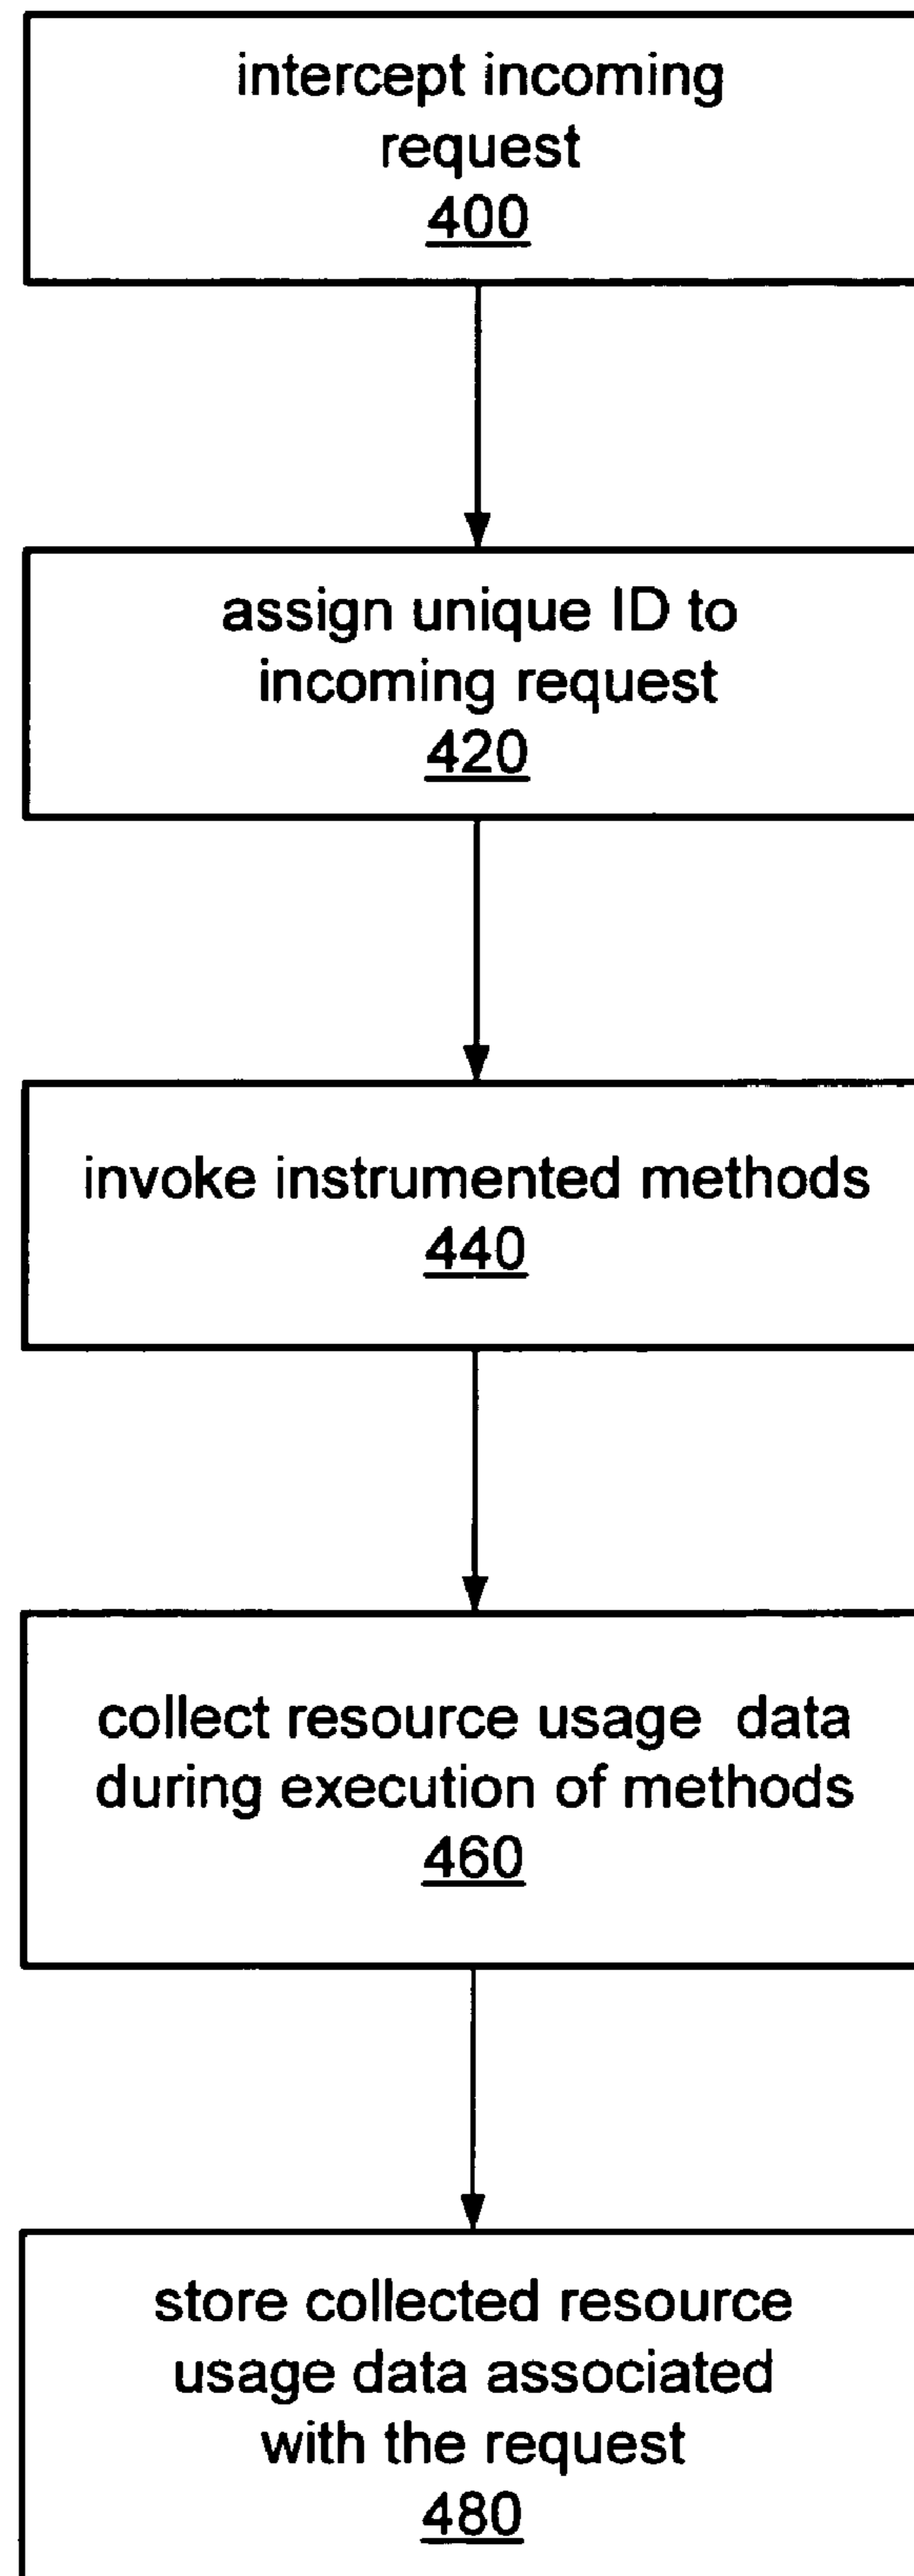 intercept incoming
request
400
assign unique ID to
incoming request
420
invoke instrumented methods
440
collect resource usage data
during execution of methods
460
store collected resource
usage data associated
with the request
480